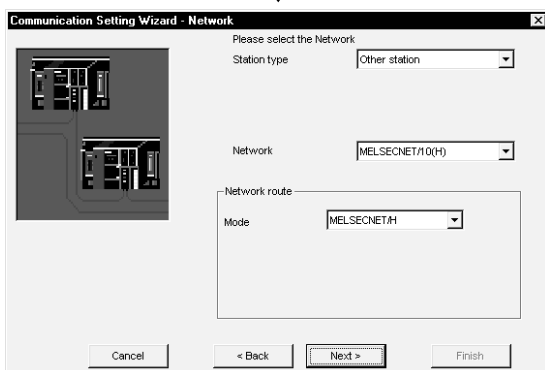 Communication Setting Wizard - Network
Please select the Network
Station type Other station
Network MELSECNET/10(H)
Network route
Mode MELSECNET/H
Cancel < Back Next > Finish